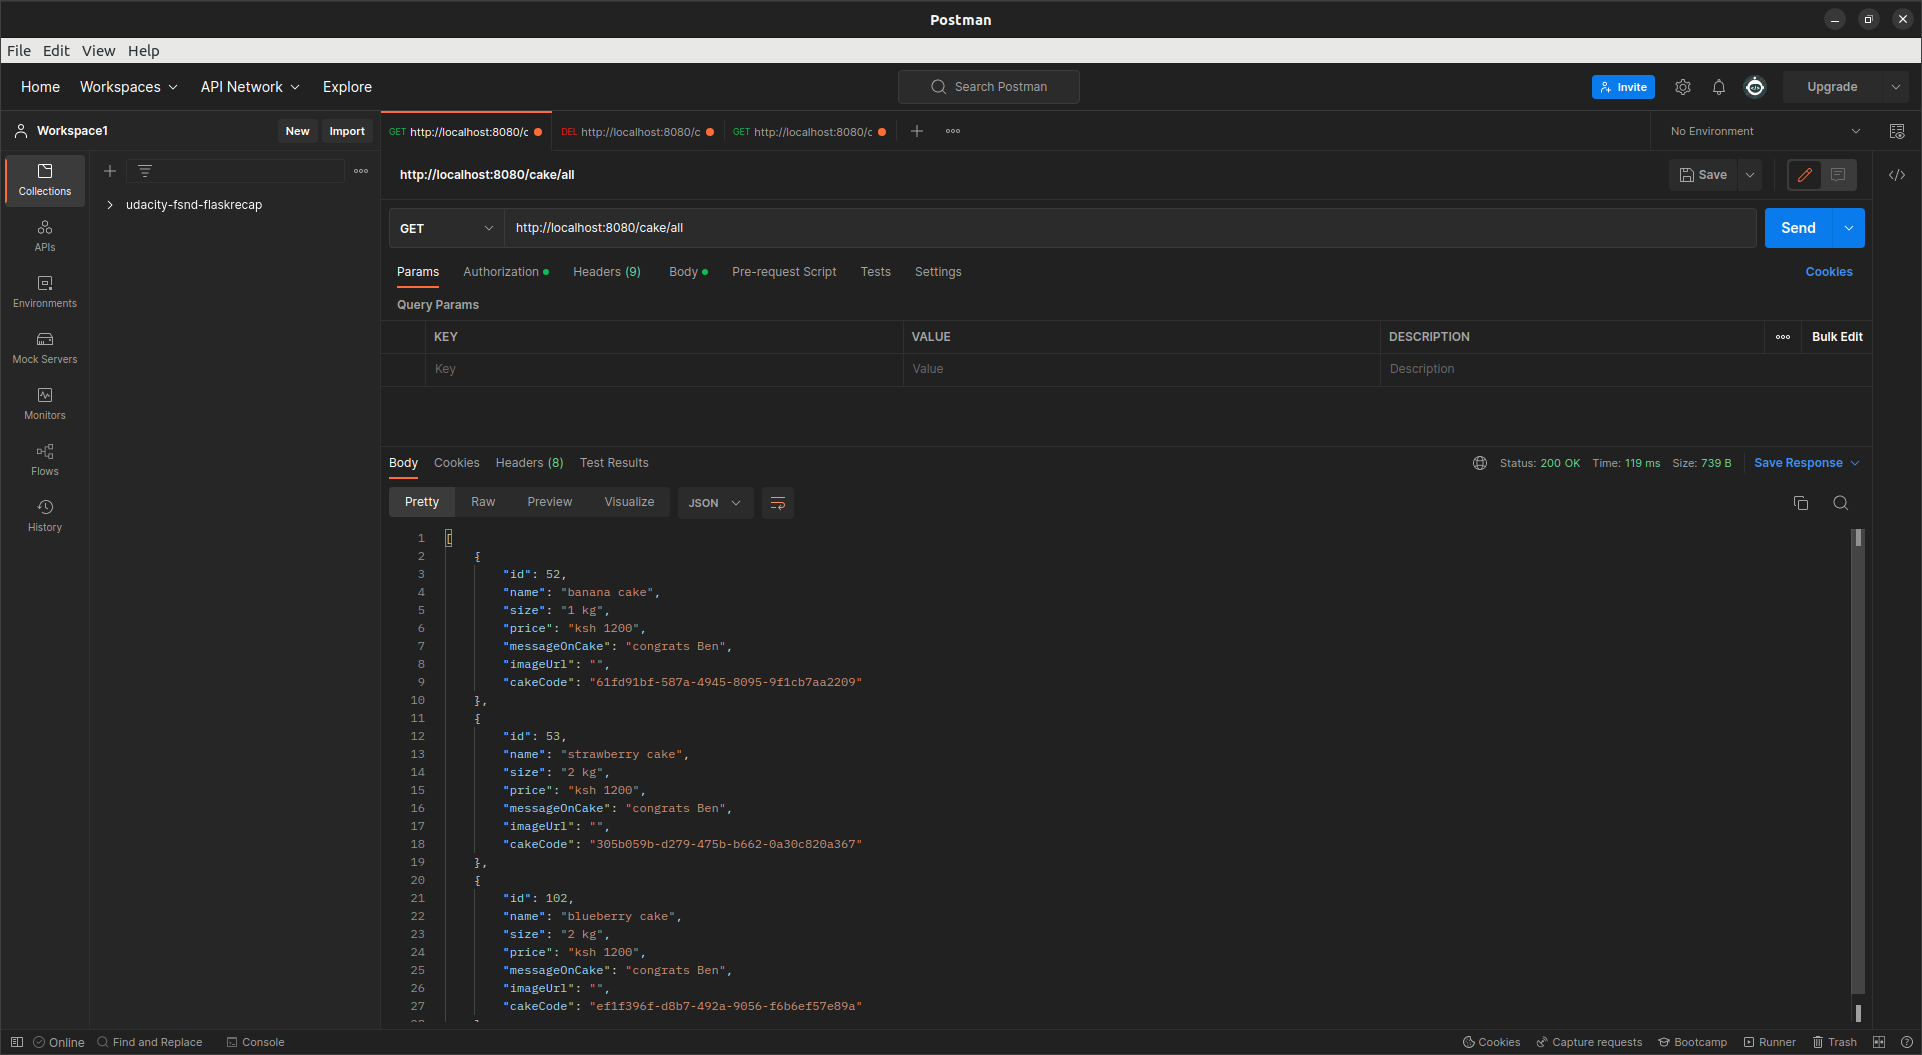 Postman
File Edit View Help
Home Workspaces API Network Explore Search Postman Invite Upgrade
Workspace1 New Import GET http://localhost:8080/c DEL http://localhost:8080/c GET http://localhost:8080/c No Environment
http://localhost:8080/cake/all Save
Collections
udacity-fsnd-flaskrecap
APIs
Environments
Mock Servers
Monitors
Flows
History
GET http://localhost:8080/cake/all Send
Params Authorization Headers (9) Body Pre-request Script Tests Settings Cookies
Query Params
KEY VALUE DESCRIPTION Bulk Edit
Key Value Description
Body Cookies Headers (8) Test Results Status: 200 OK Time: 119 ms Size: 739 B Save Response
Pretty Raw Preview Visualize JSON
1 [
2 {
3 "id": 52,
4 "name": "banana cake",
5 "size": "1 kg",
6 "price": "ksh 1200",
7 "messageOnCake": "congrats Ben",
8 "imageUrl": "",
9 "cakeCode": "61fd91bf-587a-4945-8095-9f1cb7aa2209"
10 },
11 {
12 "id": 53,
13 "name": "strawberry cake",
14 "size": "2 kg",
15 "price": "ksh 1200",
16 "messageOnCake": "congrats Ben",
17 "imageUrl": "",
18 "cakeCode": "305b059b-d279-475b-b662-0a30c820a367"
19 },
20 {
21 "id": 102,
22 "name": "blueberry cake",
23 "size": "2 kg",
24 "price": "ksh 1200",
25 "messageOnCake": "congrats Ben",
26 "imageUrl": "",
27 "cakeCode": "ef1f396f-d8b7-492a-9056-f6b6ef57e89a"
Online Find and Replace Console Cookies Capture requests Bootcamp Runner Trash